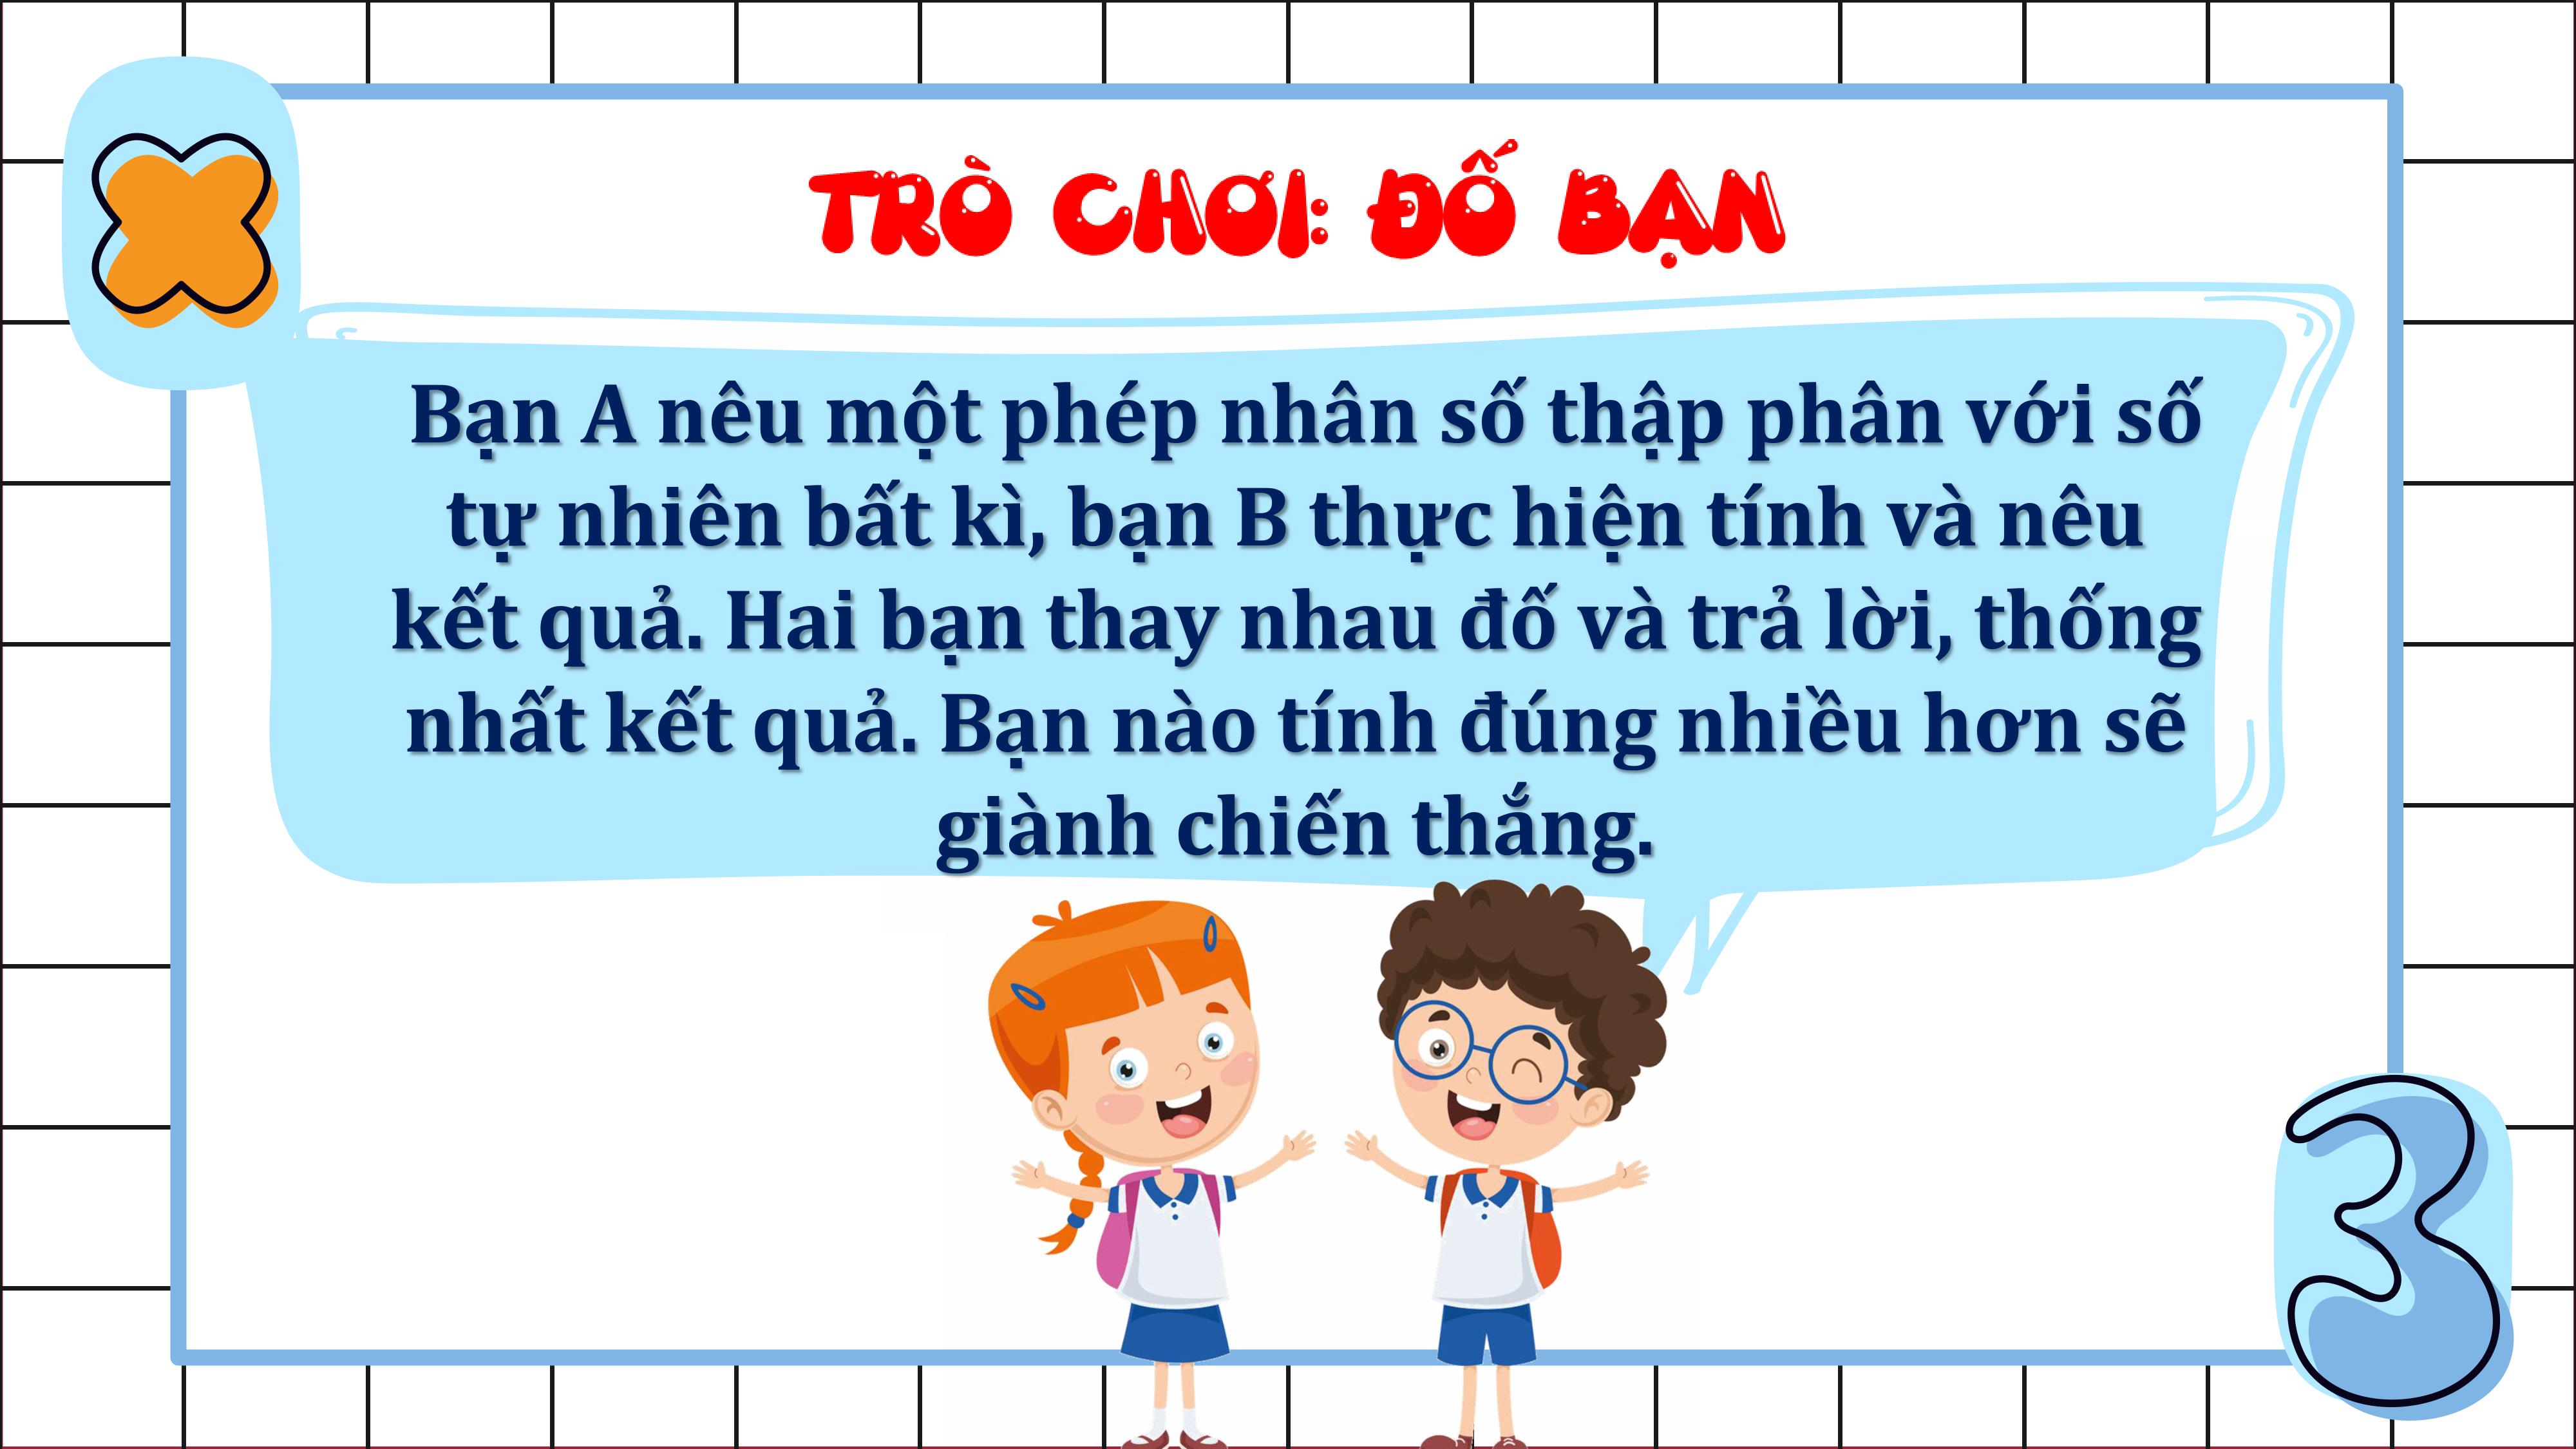 TRÒ CHƠI: ĐỐ BẠN
Bạn A nêu một phép nhân số thập phân với số
tự nhiên bất kì, bạn B thực hiện tính và nêu
kết quả. Hai bạn thay nhau đố và trả lời, thống
nhất kết quả. Bạn nào tính đúng nhiều hơn sẽ
giành chiến thắng.
3